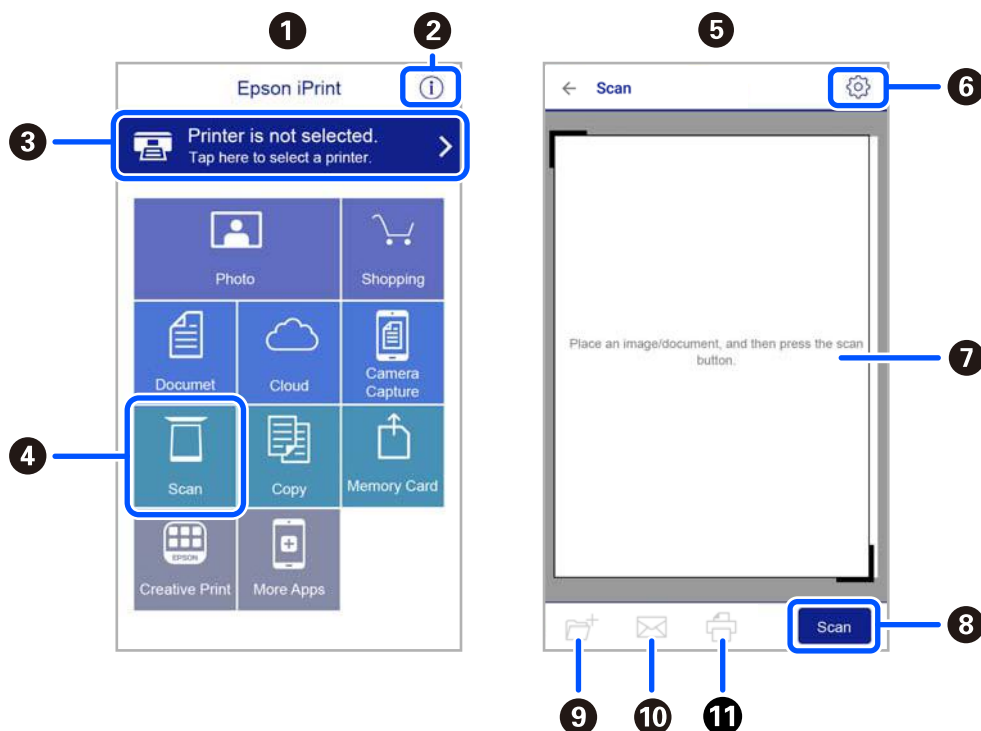 1
2
Epson iPrint
3
Printer is not selected.
Tap here to select a printer.
Photo
Shopping
Documet
Cloud
Camera
Capture
4
Scan
Copy
Memory Card
EPSON
Creative Print
More Apps
5
Scan
6
Place an image/document, and then press the scan
button.
7
Scan
8
9
10
11